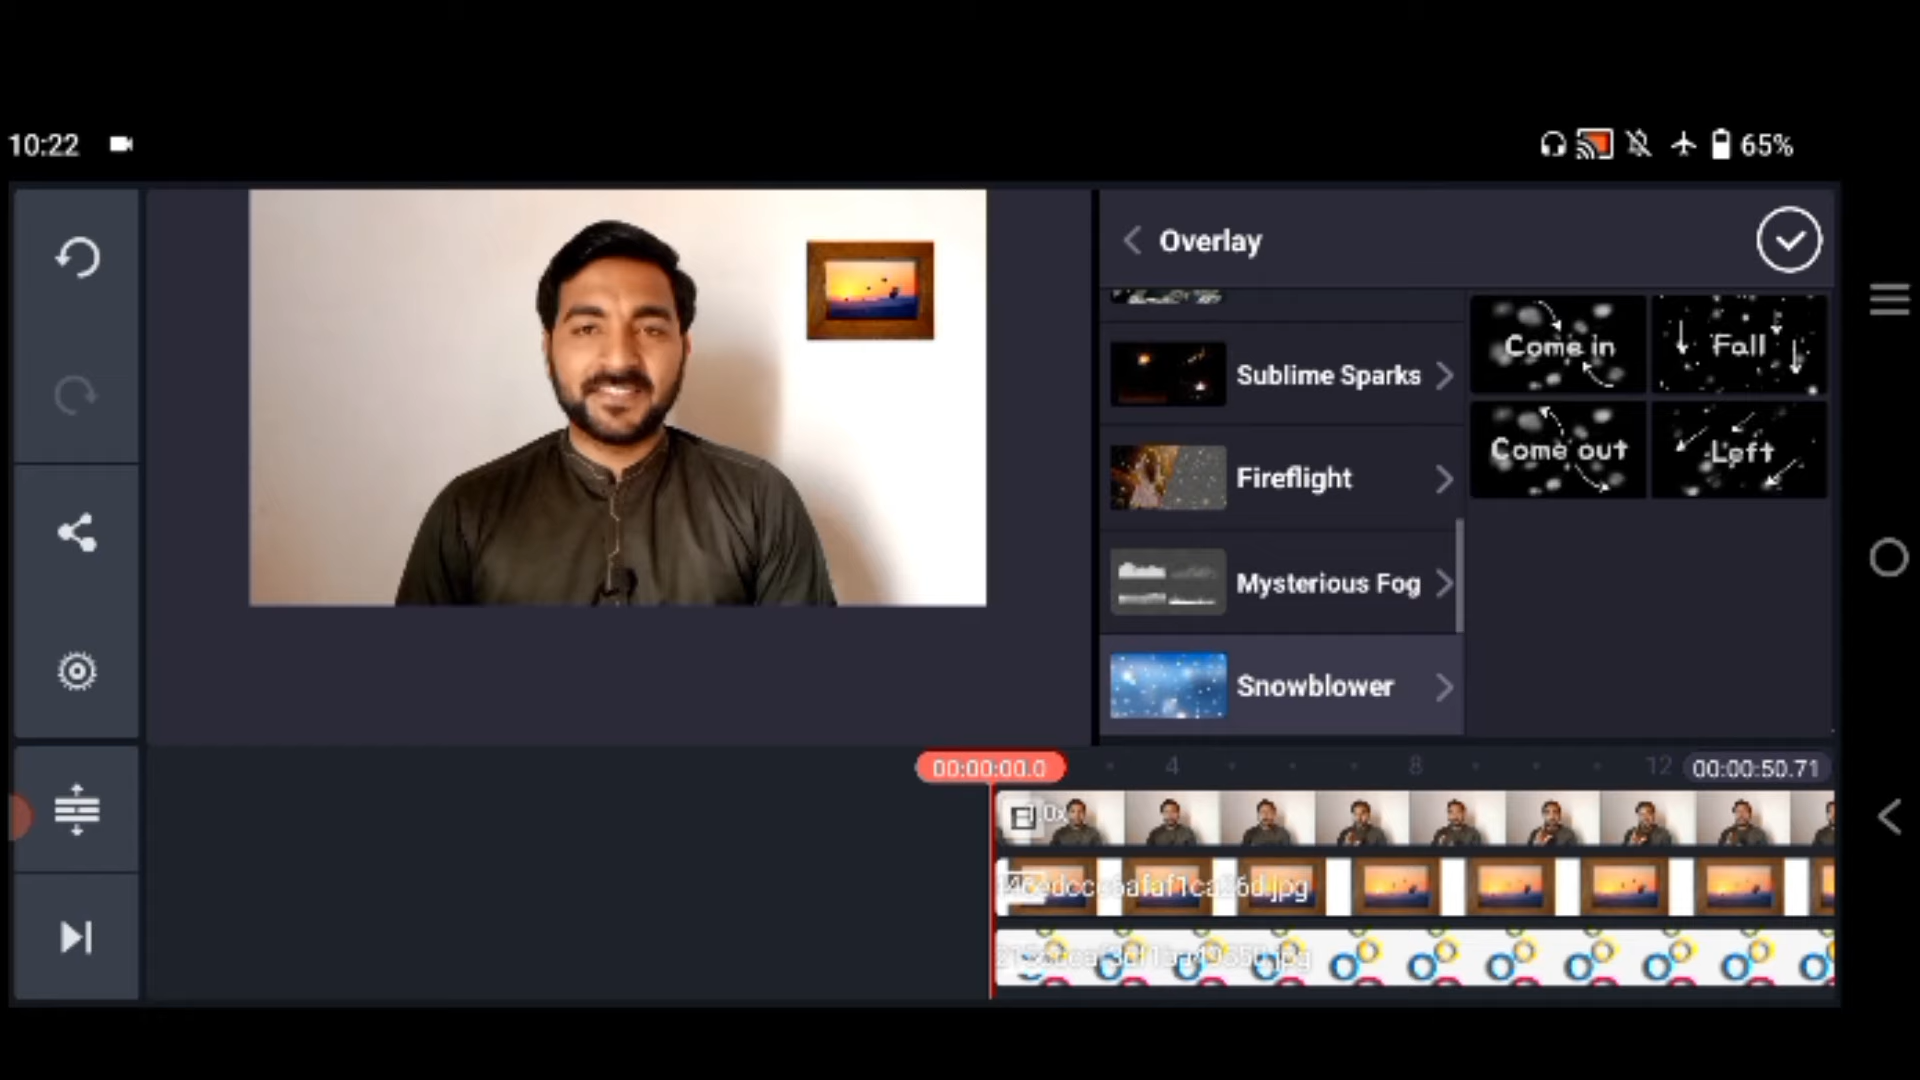 10:22
65%
Overlay
Come in
Fall
Sublime Sparks
Come out
Left
Fireflight
Mysterious Fog
Snowblower
00:00:00.0
4
8
12
00:00:50.71
.0x